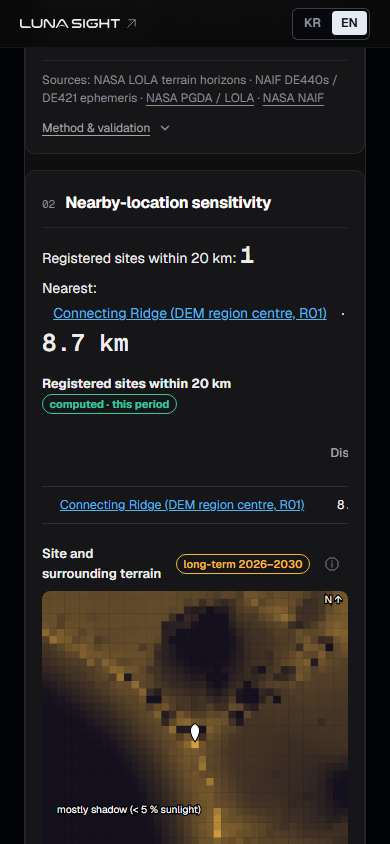 LUNA SIGHT ↗ KR EN
Sources: NASA LOLA terrain horizons · NAIF DE440s /
DE421 ephemeris · NASA PGDA / LOLA · NASA NAIF
Method & validation
02 Nearby-location sensitivity
Registered sites within 20 km: 1
Nearest:
Connecting Ridge (DEM region centre, R01) ·
8.7 km
Registered sites within 20 km
computed · this period
Dis
Connecting Ridge (DEM region centre, R01) 8.
Site and
surrounding terrain long-term 2026–2030
N↑
mostly shadow (< 5 % sunlight)